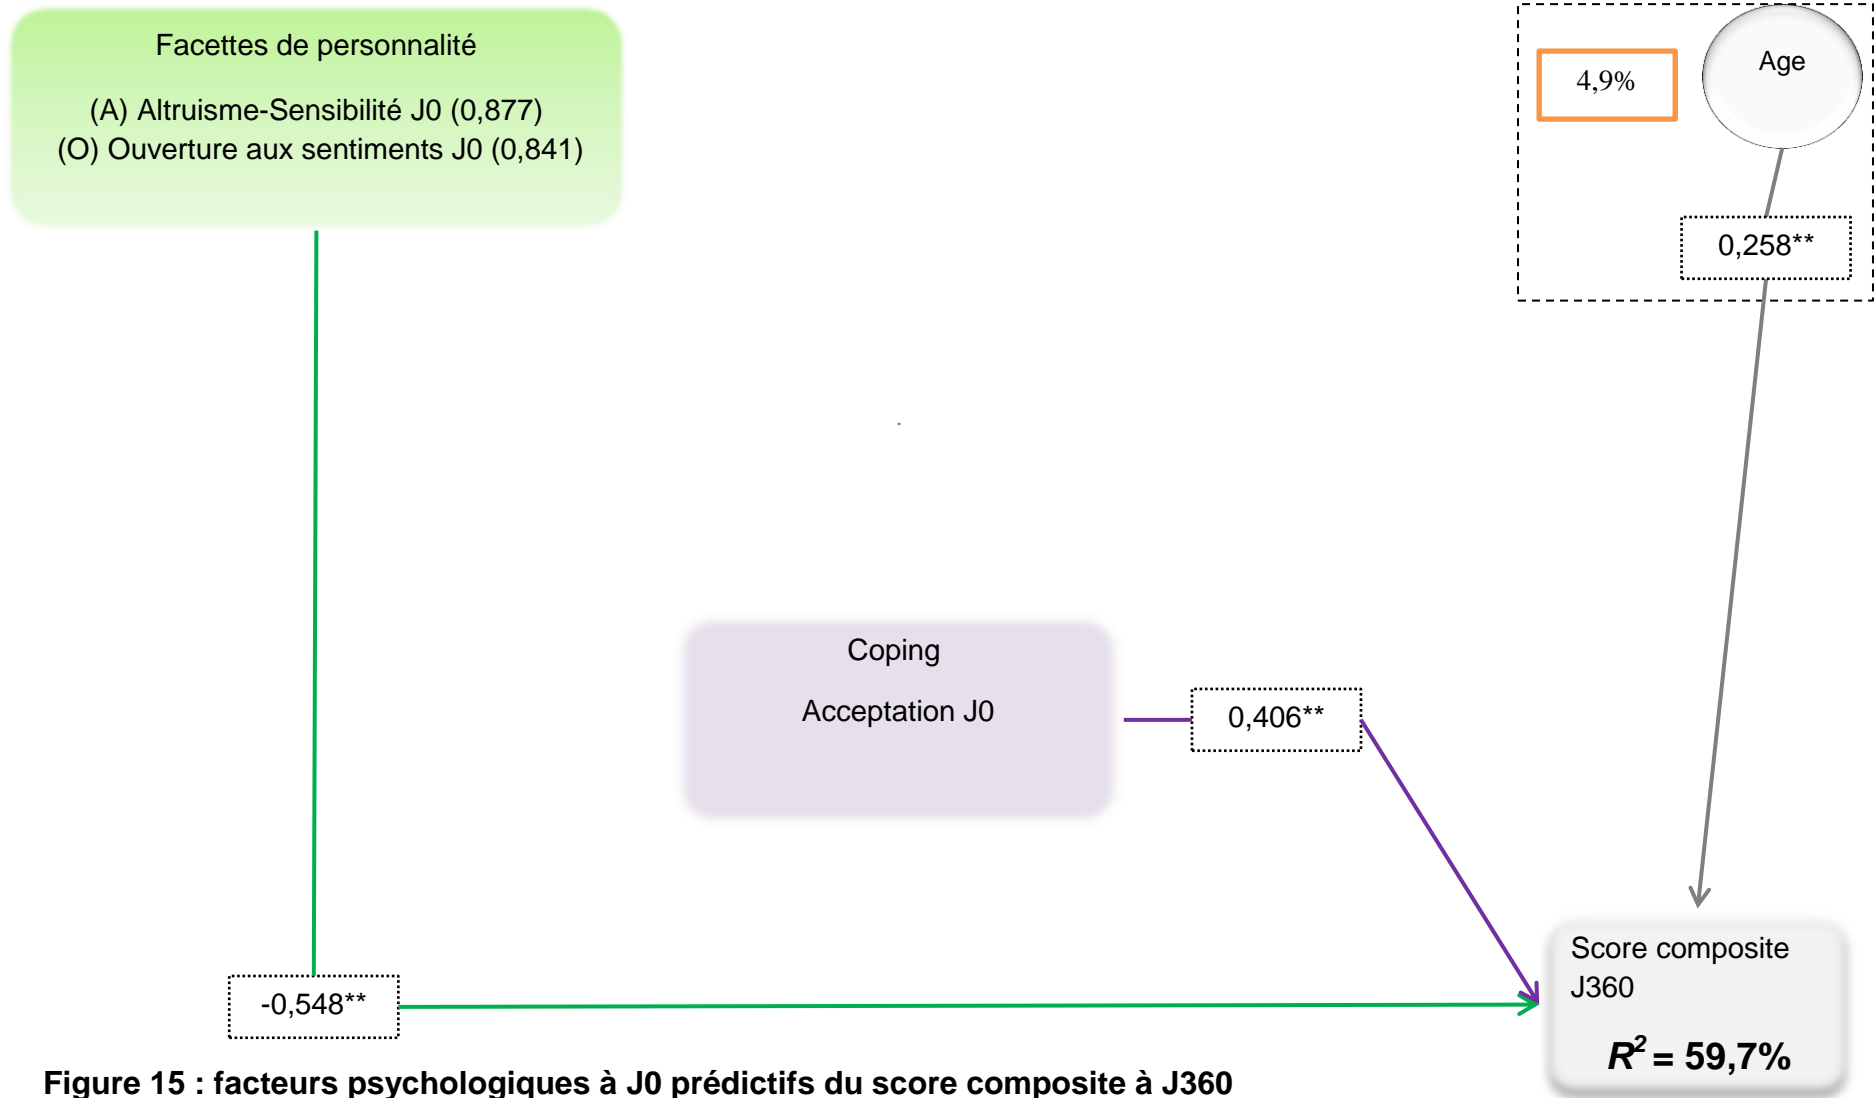 Facettes de personnalité
(A) Altruisme-Sensibilité J0 (0,877)
(O) Ouverture aux sentiments J0 (0,841)
4,9%
Age
0,258**
Coping
Acceptation J0
0,406**
-0,548**
Score composite
J360
R² = 59,7%
Figure 15 : facteurs psychologiques à J0 prédictifs du score composite à J360